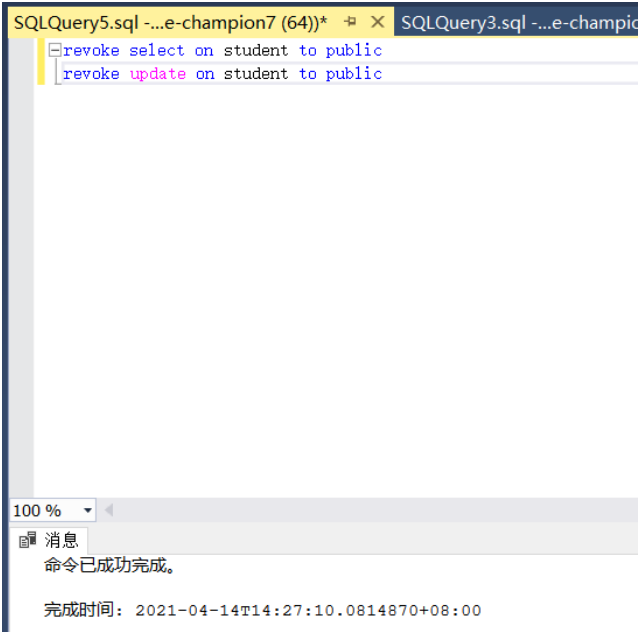 SQLQuery5.sql -...e-champion7 (64))* SQLQuery3.sql -...e-champio
revoke select on student to public
revoke update on student to public
100 %
消息
命令已成功完成。
完成时间: 2021-04-14T14:27:10.0814870+08:00